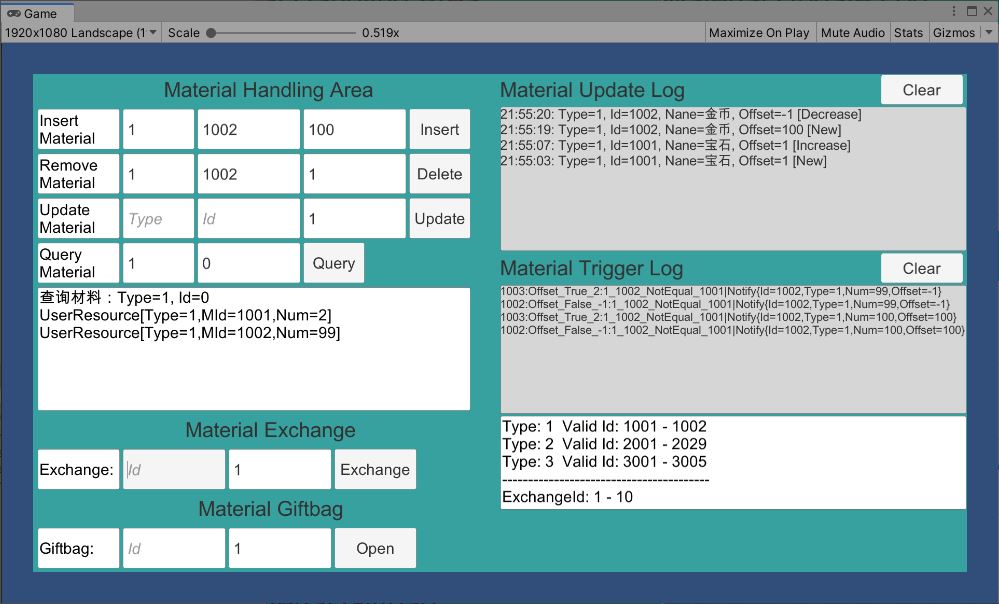 Game
1920x1080 Landscape (1 Scale 0.519x Maximize On Play Mute Audio Stats Gizmos
Material Handling Area
Insert Material 1 1002 100 Insert
Remove Material 1 1002 1 Delete
Update Material Type Id 1 Update
Query Material 1 0 Query
查询材料：Type=1, Id=0
UserResource[Type=1,MId=1001,Num=2]
UserResource[Type=1,MId=1002,Num=99]
Material Exchange
Exchange: Id 1 Exchange
Material Giftbag
Giftbag: Id 1 Open
Material Update Log Clear
21:55:20: Type=1, Id=1002, Nane=金币, Offset=-1 [Decrease]
21:55:19: Type=1, Id=1002, Nane=金币, Offset=100 [New]
21:55:07: Type=1, Id=1001, Nane=宝石, Offset=1 [Increase]
21:55:03: Type=1, Id=1001, Nane=宝石, Offset=1 [New]
Material Trigger Log Clear
1003:Offset_True_2:1_1002_NotEqual_1001|Notify{Id=1002,Type=1,Num=99,Offset=-1}
1002:Offset_False_-1:1_1002_NotEqual_1001|Notify{Id=1002,Type=1,Num=99,Offset=-1}
1003:Offset_True_2:1_1002_NotEqual_1001|Notify{Id=1002,Type=1,Num=100,Offset=100}
1002:Offset_False_-1:1_1002_NotEqual_1001|Notify{Id=1002,Type=1,Num=100,Offset=100}
Type: 1 Valid Id: 1001 - 1002
Type: 2 Valid Id: 2001 - 2029
Type: 3 Valid Id: 3001 - 3005
----------------------------------------
ExchangeId: 1 - 10